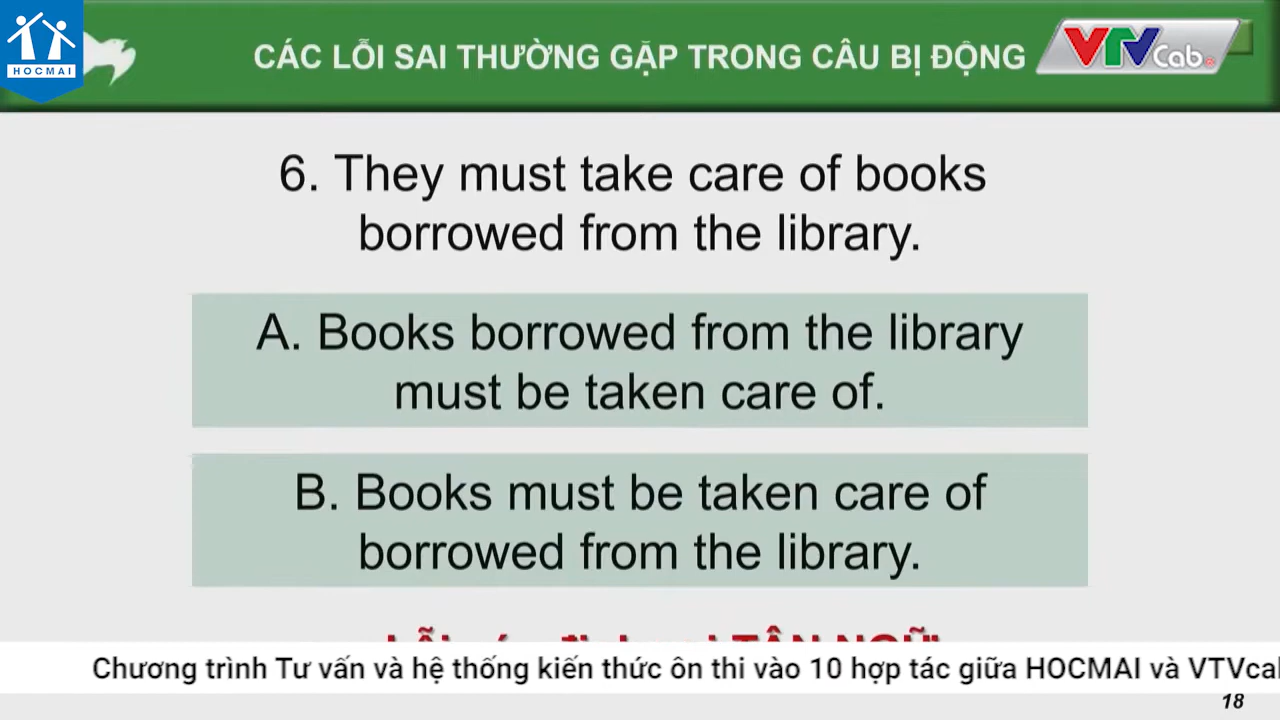 HOCMAI
CÁC LỖI SAI THƯỜNG GẶP TRONG CÂU BỊ ĐỘNG
VTVCab
6. They must take care of books
borrowed from the library.
A. Books borrowed from the library
must be taken care of.
B. Books must be taken care of
borrowed from the library.
TÂN NGỮ
Chương trình Tư vấn và hệ thống kiến thức ôn thi vào 10 hợp tác giữa HOCMAI và VTVcab
18